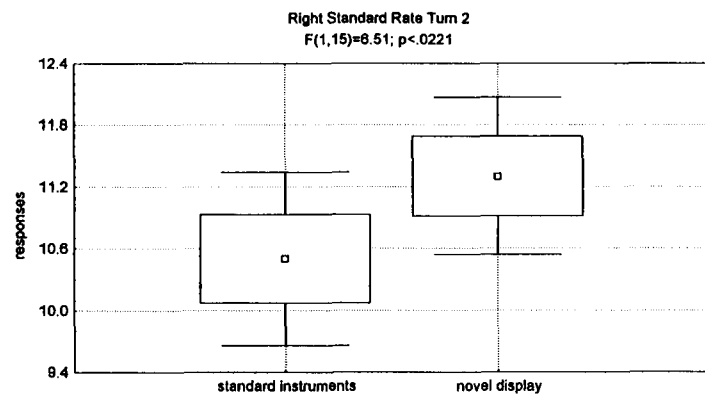 Right Standard Rate Turn 2
F(1,15)=6.51; p<.0221
12.4
11.8
11.2
10.6
10.0
9.4
responses
standard instruments
novel display